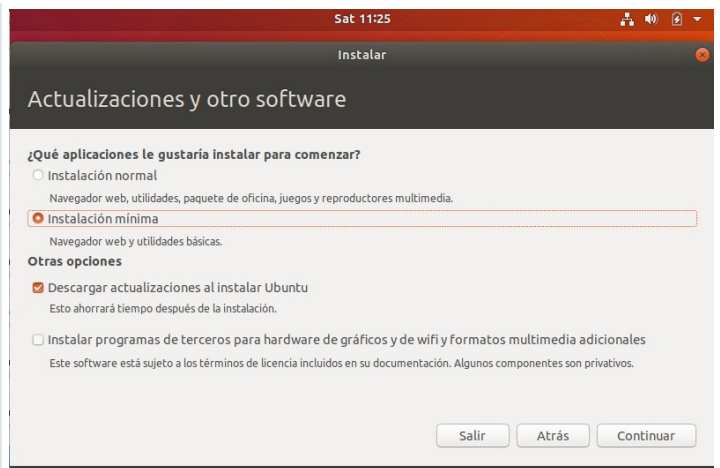 Sat 11:25
Instalar
Actualizaciones y otro software
¿Qué aplicaciones le gustaría instalar para comenzar?
Instalación normal
Navegador web, utilidades, paquete de oficina, juegos y reproductores multimedia.
Instalación mínima
Navegador web y utilidades básicas.
Otras opciones
Descargar actualizaciones al instalar Ubuntu
Esto ahorrará tiempo después de la instalación.
Instalar programas de terceros para hardware de gráficos y de wifi y formatos multimedia adicionales
Este software está sujeto a los términos de licencia incluidos en su documentación. Algunos componentes son privativos.
Salir Atrás Continuar